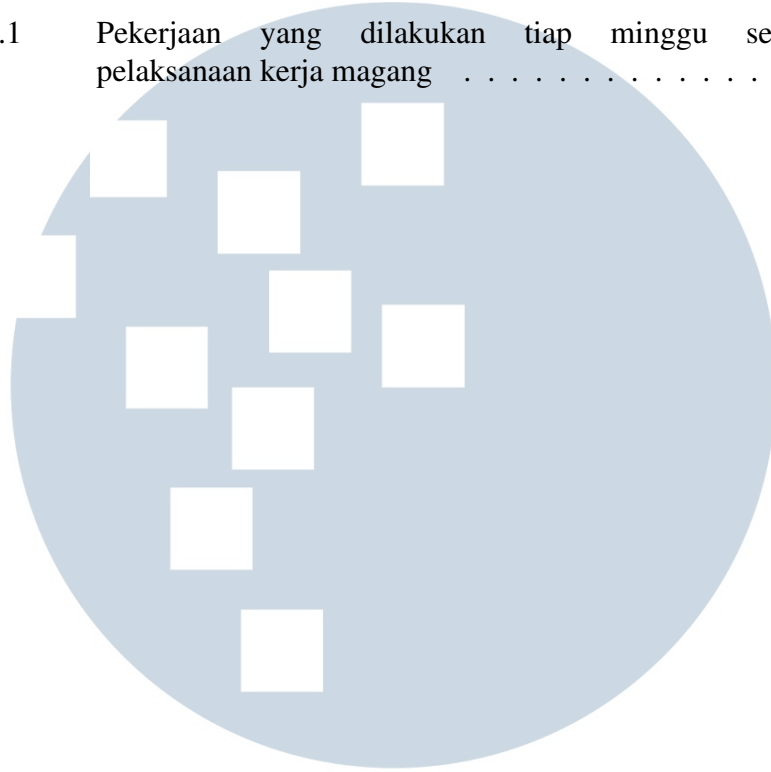 .1 Pekerjaan yang dilakukan tiap minggu se
pelaksanaan kerja magang . . . . . . . . . . . . .